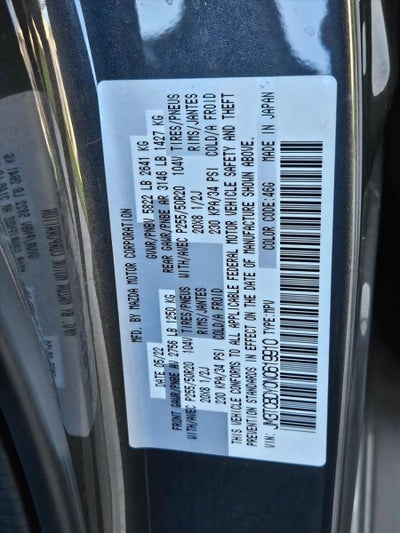 MFD. BY MAZDA MOTOR CORPORATION
DATE 05/22 GVWR/PNBV 5822 LB 2641 KG
FRONT GAWR/PNBE AV 2756 LB 1250 KG REAR GAWR/PNBE AR 3146 LB 1427 KG
WITH/AVEC P255/50R20 104V TIRES/PNEUS WITH/AVEC P255/50R20 104V TIRES/PNEUS
20X8 1/2J RIMS/JANTES 20X8 1/2J RIMS/JANTES
230 KPA/34 PSI COLD/A FROID 230 KPA/34 PSI COLD/A FROID
THIS VEHICLE CONFORMS TO ALL APPLICABLE FEDERAL MOTOR VEHICLE SAFETY AND THEFT
PREVENTION STANDARDS IN EFFECT ON THE DATE OF MANUFACTURE SHOWN ABOVE.
VIN: TYPE: MPV COLOR CODE: 46G MADE IN JAPAN